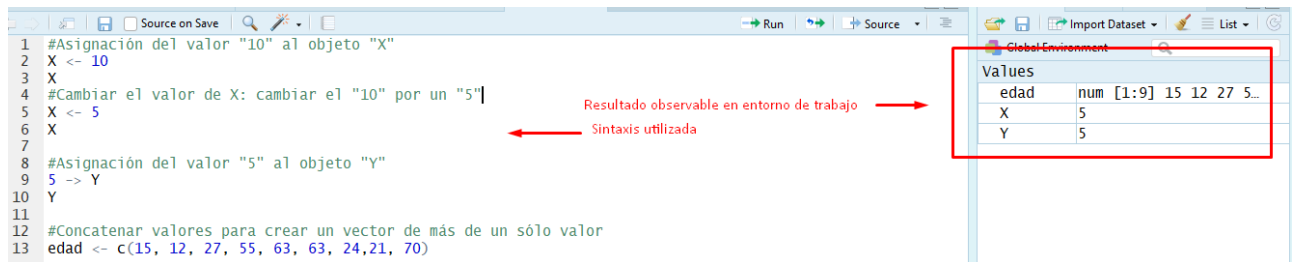 Source on Save
Run
Source
Import Dataset
List
1 #Asignación del valor "10" al objeto "X"
2 X <- 10
3 X
4 #Cambiar el valor de X: cambiar el "10" por un "5"
5 X <- 5
6 X
7
8 #Asignación del valor "5" al objeto "Y"
9 5 -> Y
10 Y
11
12 #Concatenar valores para crear un vector de más de un sólo valor
13 edad <- c(15, 12, 27, 55, 63, 63, 24,21, 70)
Resultado observable en entorno de trabajo
Sintaxis utilizada
Global Environment
Values
edad num [1:9] 15 12 27 5…
X 5
Y 5